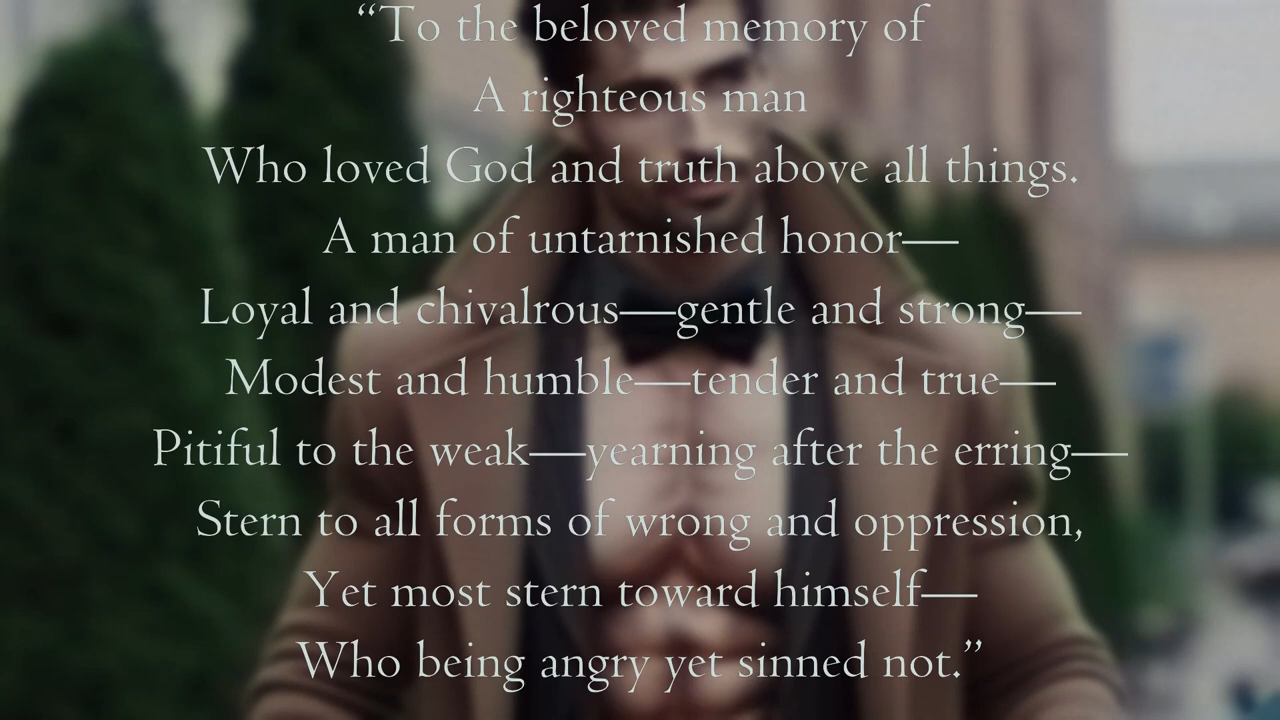 “To the beloved memory of
A righteous man
Who loved God and truth above all things.
A man of untarnished honor—
Loyal and chivalrous—gentle and strong—
Modest and humble—tender and true—
Pitiful to the weak—yearning after the erring—
Stern to all forms of wrong and oppression,
Yet most stern toward himself—
Who being angry yet sinned not.”